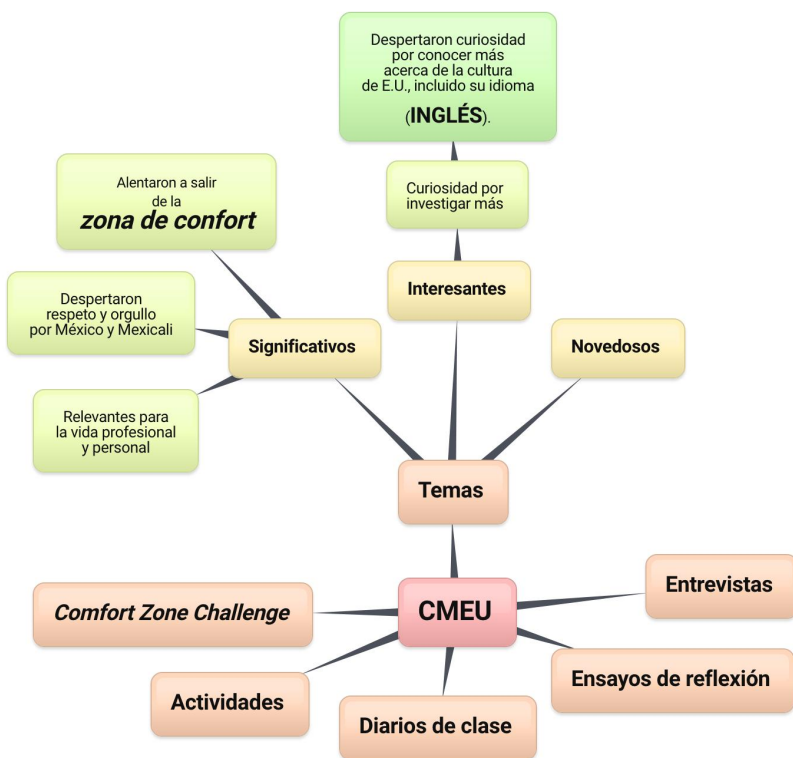 Despertaron curiosidad
por conocer más
acerca de la cultura
de E.U., incluido su idioma
(INGLÉS).
Curiosidad por
investigar más
Alentaron a salir
de la
zona de confort
Interesantes
Despertaron
respeto y orgullo
por México y Mexicali
Significativos
Novedosos
Relevantes para
la vida profesional
y personal
Temas
CMEU
Entrevistas
Comfort Zone Challenge
Ensayos de reflexión
Actividades
Diarios de clase